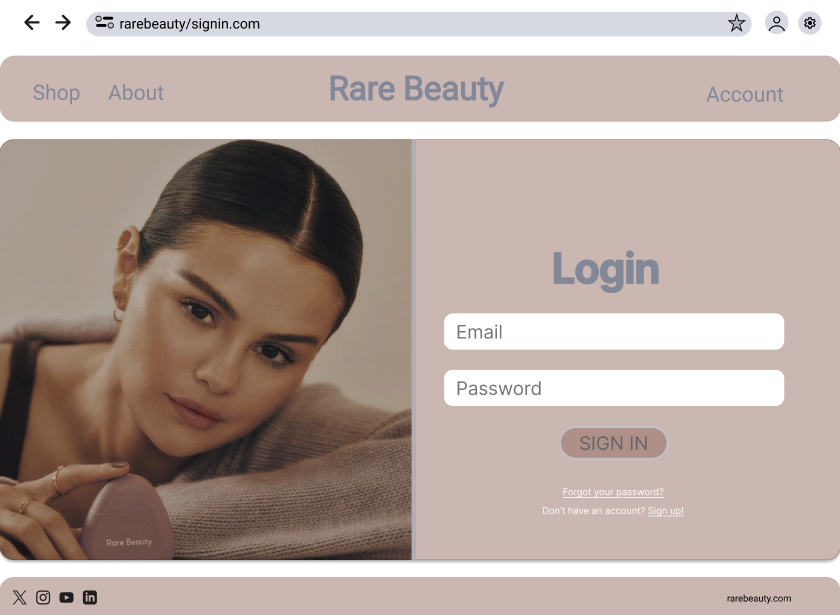 rarebeauty/signin.com
Shop About Rare Beauty Account
Login
Email
Password
SIGN IN
Forgot your password?
Don't have an account? Sign up!
Rare Beauty
rarebeauty.com